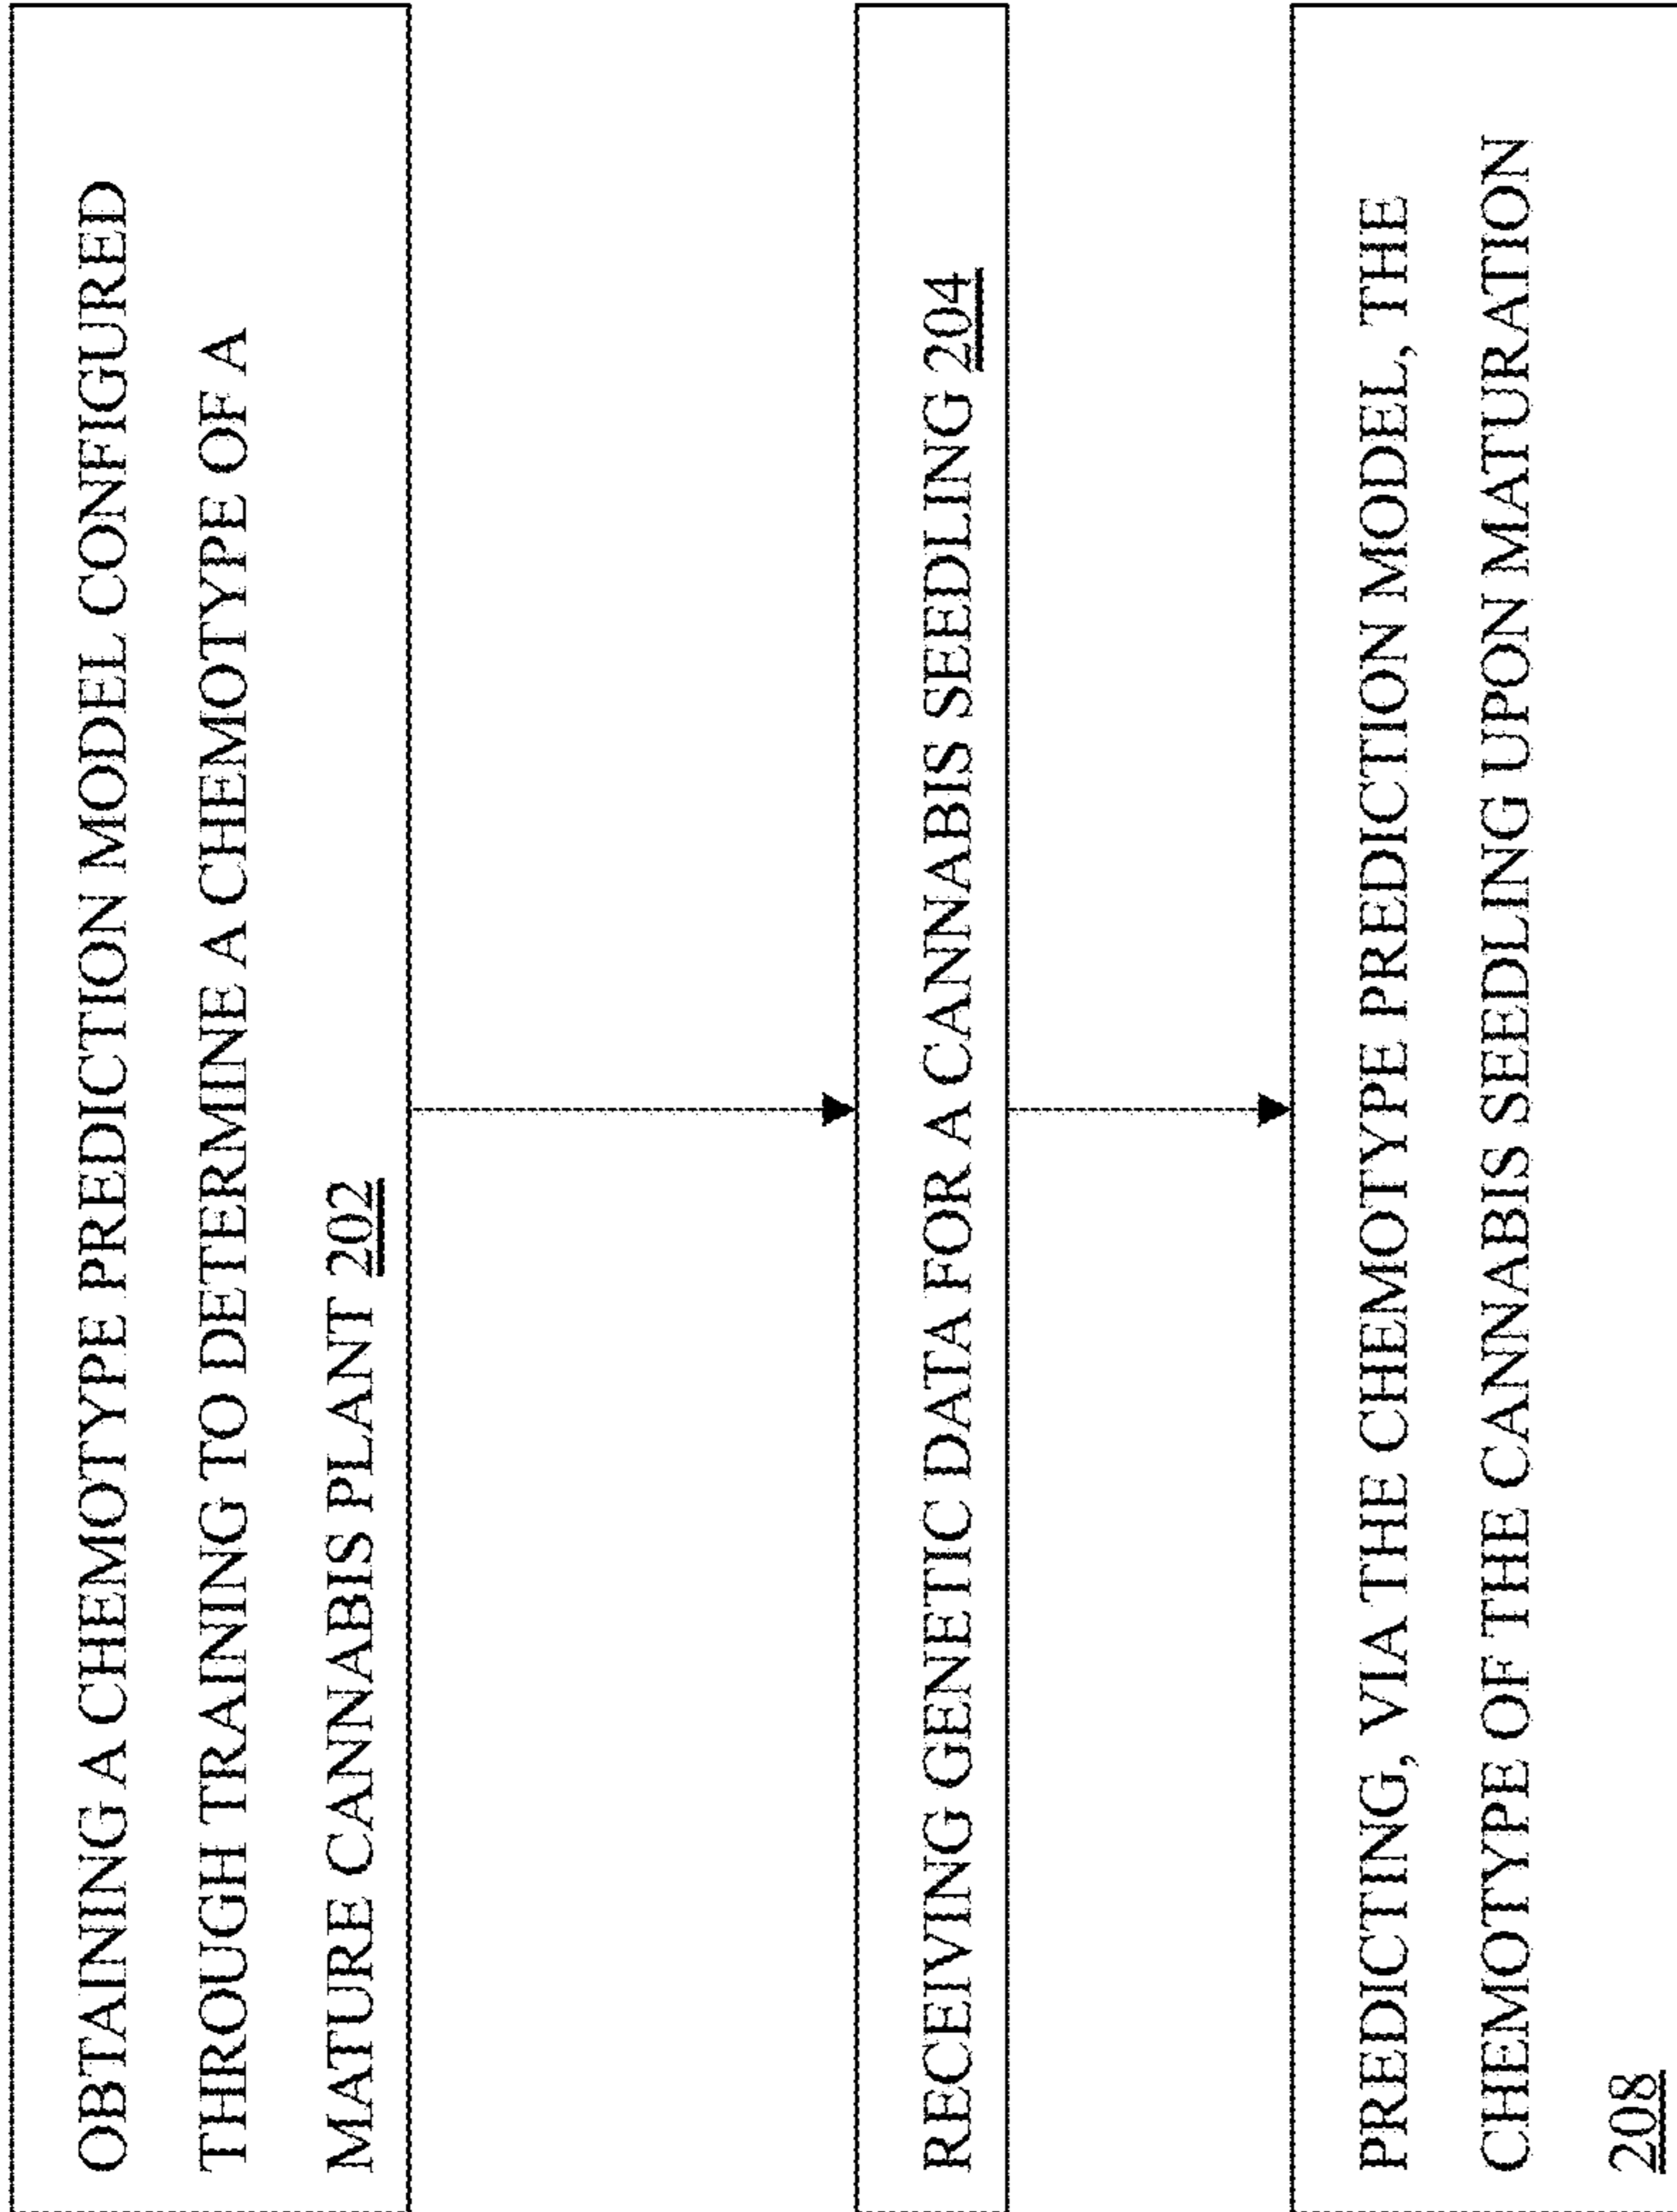 OBTAINING A CHEMOTYPE PREDICTION MODEL CONFIGURED
THROUGH TRAINING TO DETERMINE A CHEMOTYPE OF A
MATURE CANNABIS PLANT 202
RECEIVING GENETIC DATA FOR A CANNABIS SEEDLING 204
PREDICTING, VIA THE CHEMOTYPE PREDICTION MODEL, THE
CHEMOTYPE OF THE CANNABIS SEEDLING UPON MATURATION
208